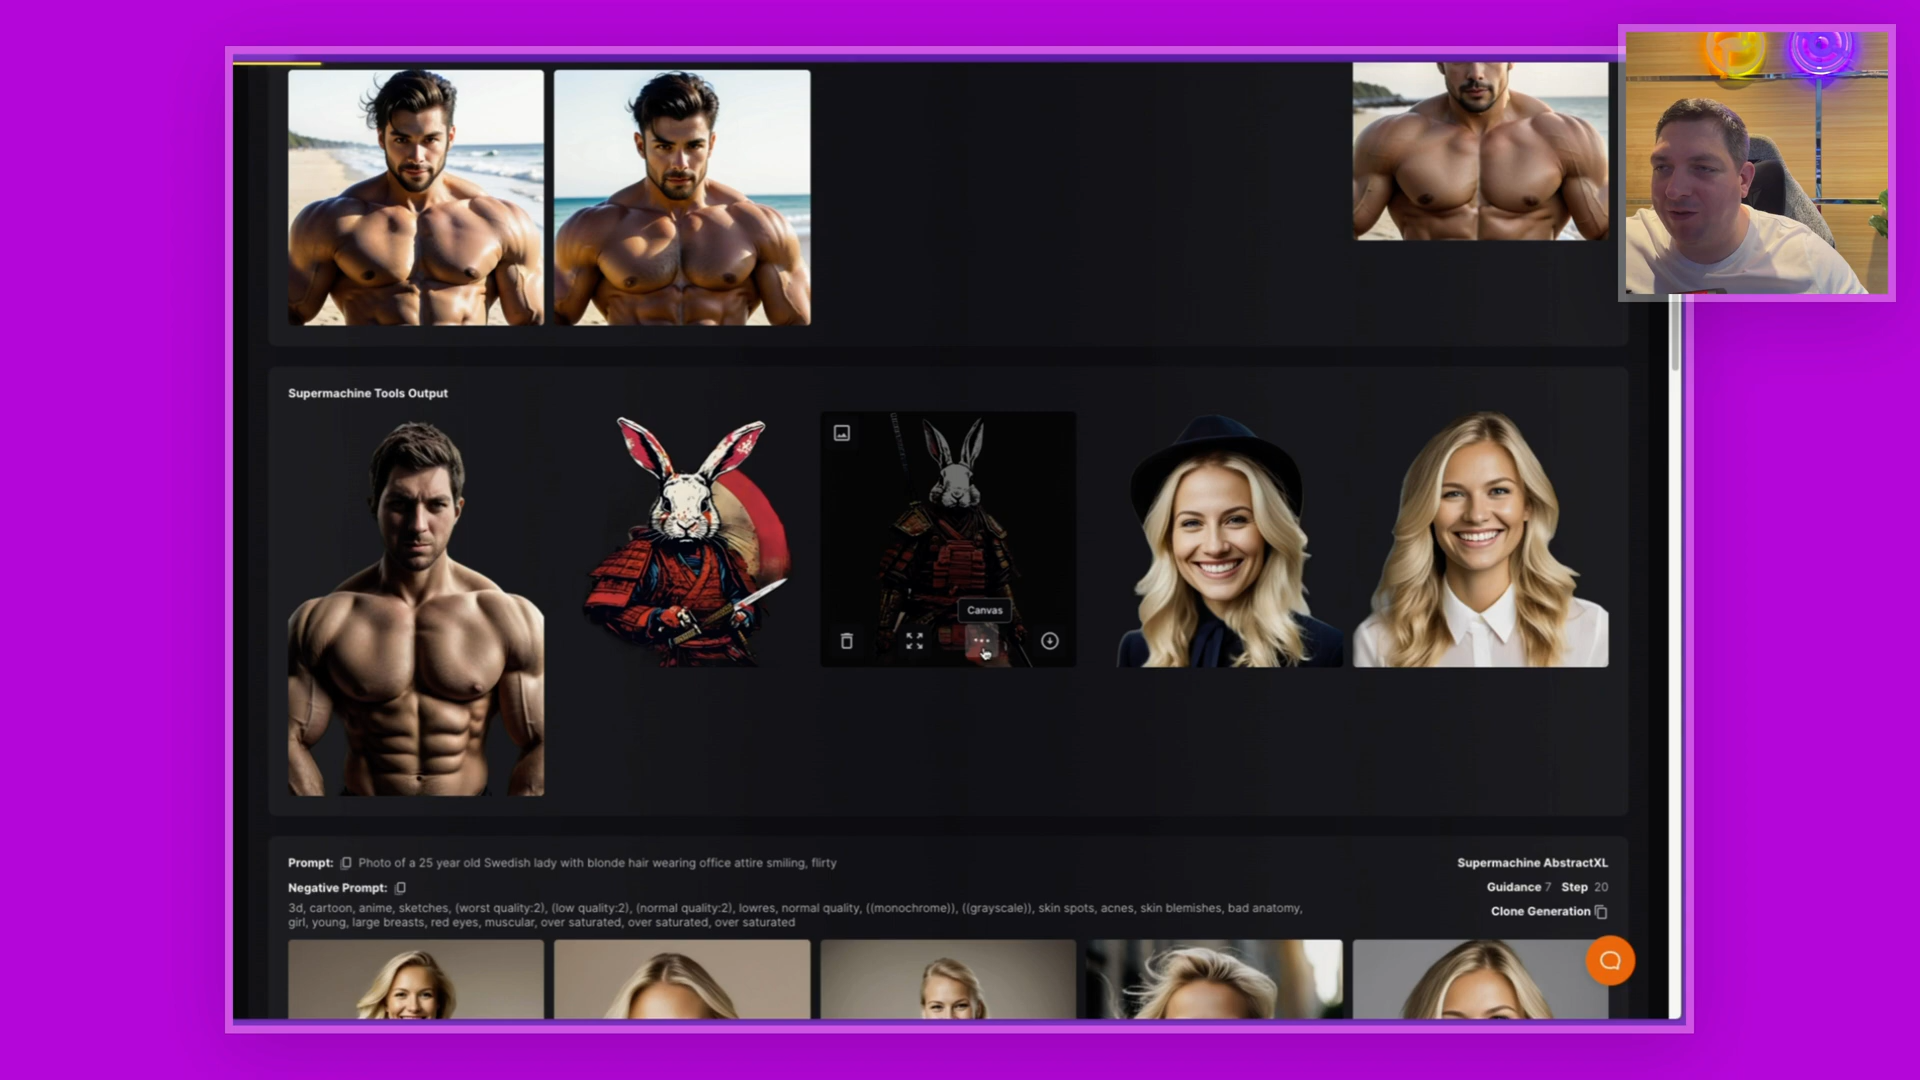 Supermachine Tools Output
Canvas
Prompt: Photo of a 25 year old Swedish lady with blonde hair wearing office attire smiling, flirty
Supermachine AbstractXL
Negative Prompt:
Guidance 7 Step 20
3d, cartoon, anime, sketches, (worst quality:2), (low quality:2), (normal quality:2), lowres, normal quality, ((monochrome)), ((grayscale)), skin spots, acnes, skin blemishes, bad anatomy,
Clone Generation
girl, young, large breasts, red eyes, muscular, over saturated, over saturated, over saturated